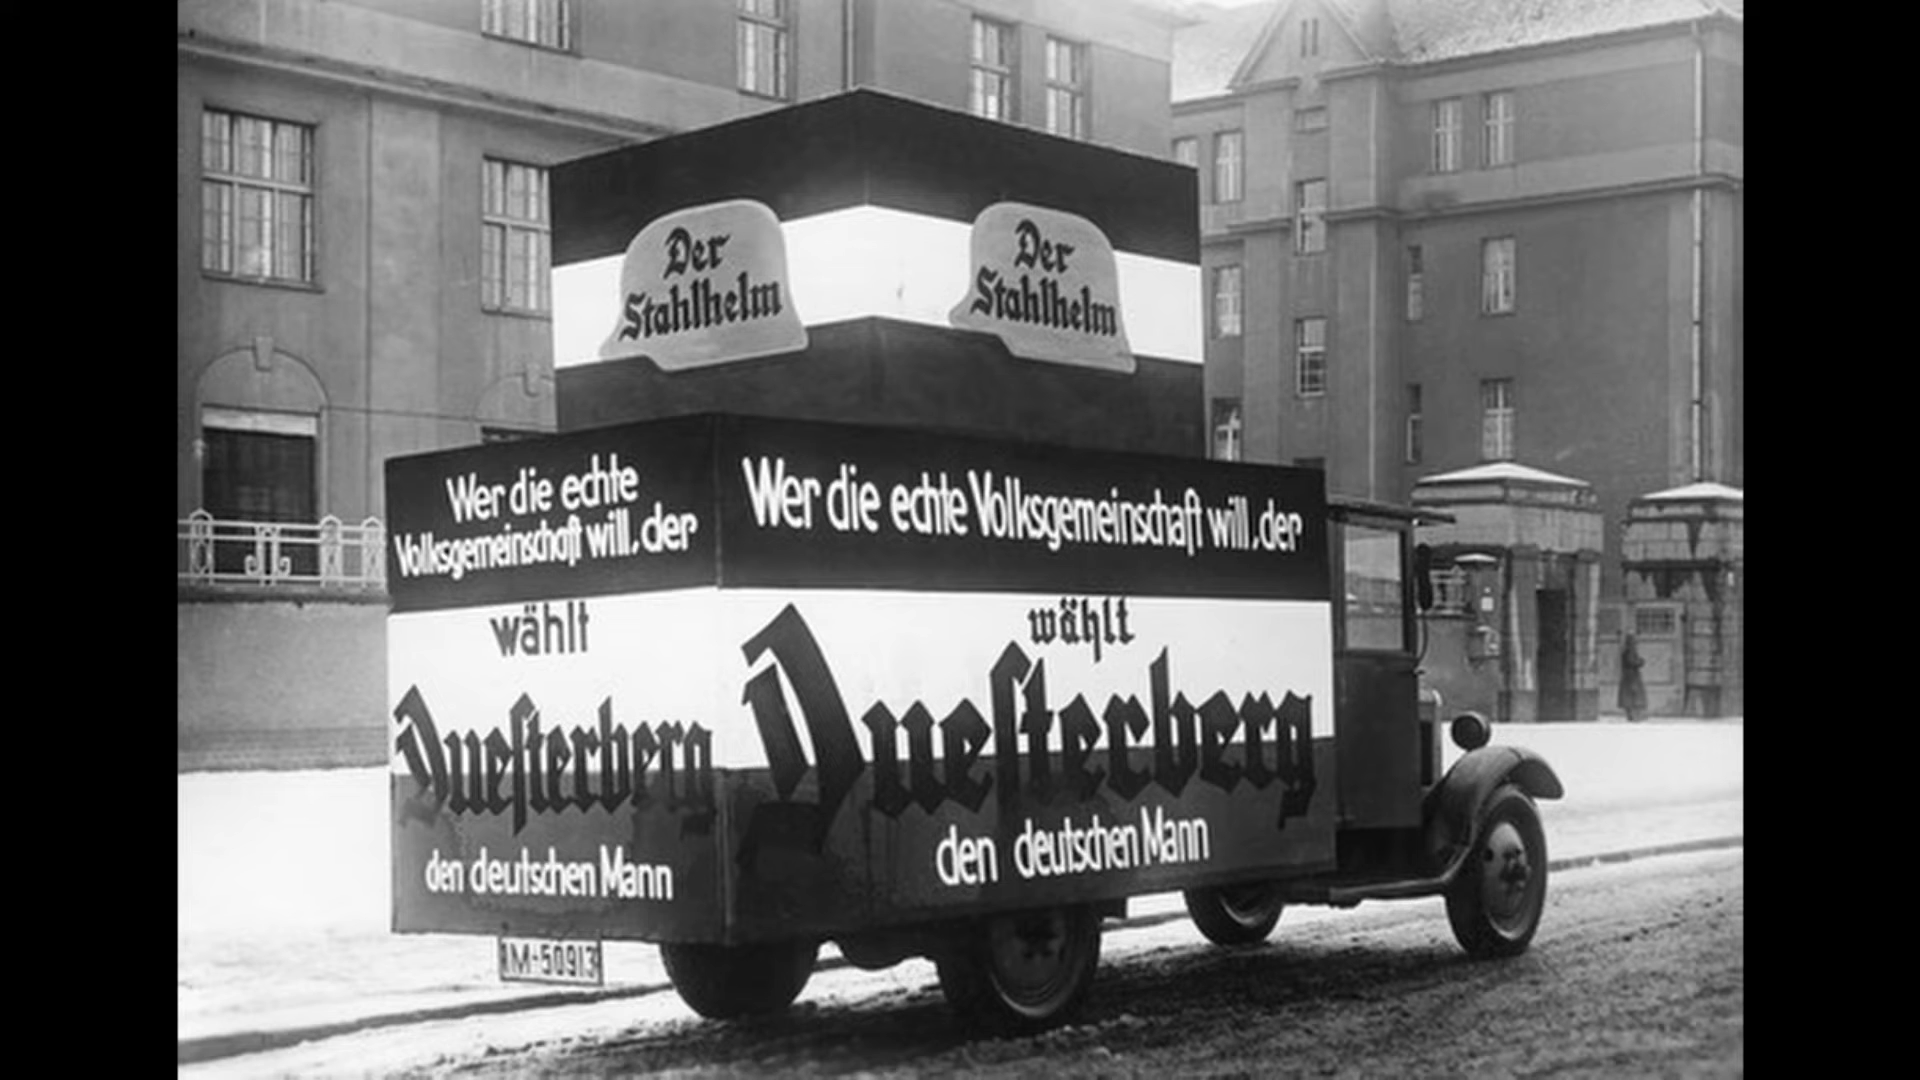 Der
Stahlhelm
Der
Stahlhelm
Wer die echte
Volksgemeinschaft will, der
wählt
Duesterberg
den deutschen Mann
Wer die echte Volksgemeinschaft will, der
wählt
Duesterberg
den deutschen Mann
IM-50913